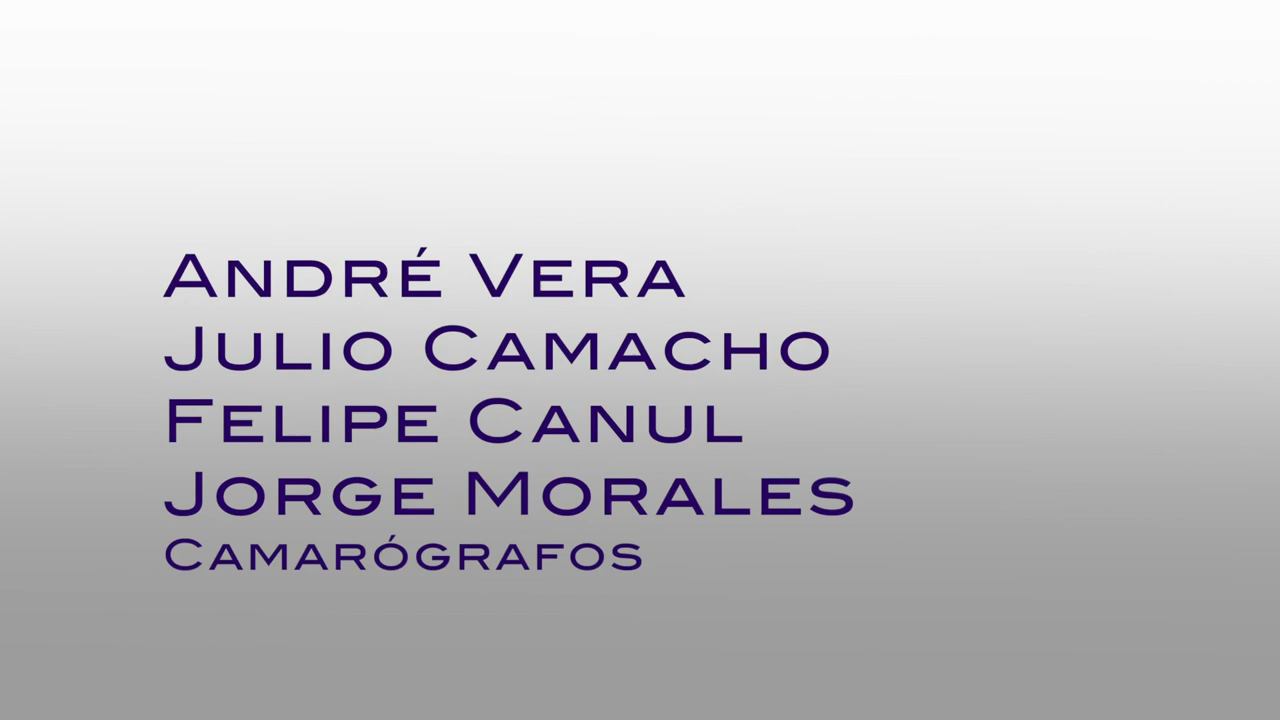 André Vera
Julio Camacho
Felipe Canul
Jorge Morales
Camarógrafos